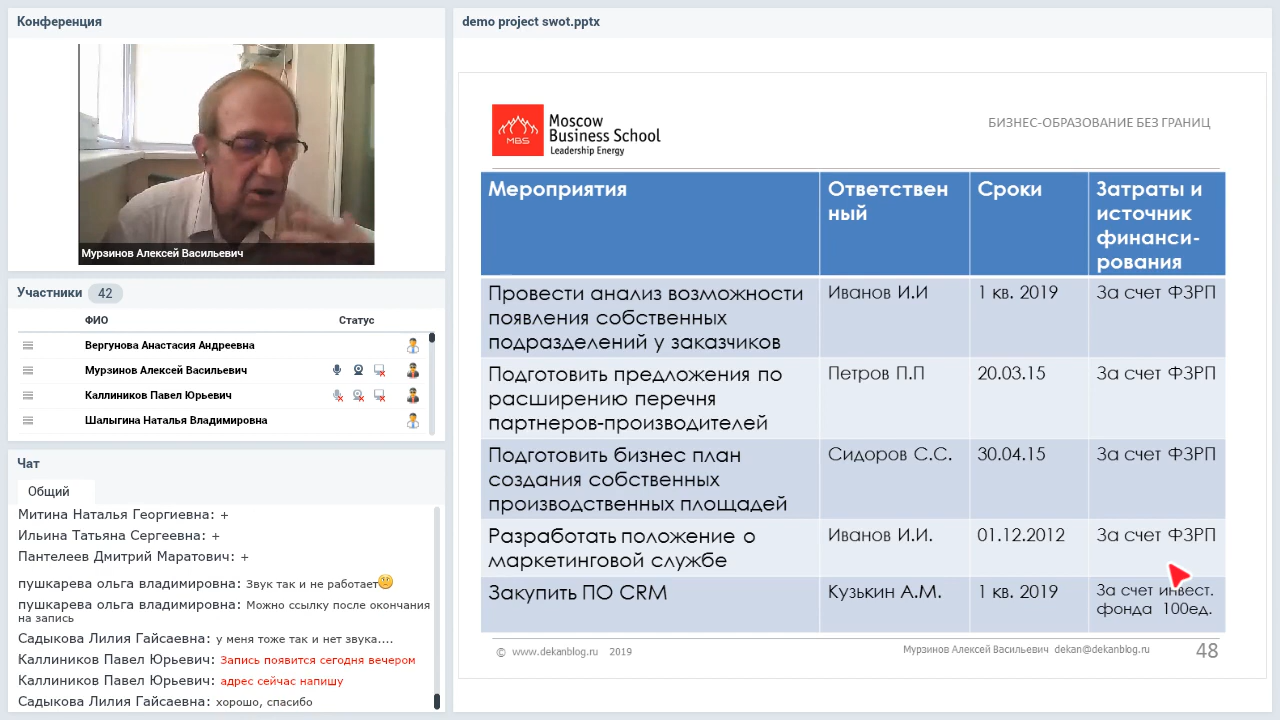 Конференция
Мурзинов Алексей Васильевич
Участники 42
ФИО Статус
Вергунова Анастасия Андреевна
Мурзинов Алексей Васильевич
Каллиников Павел Юрьевич
Шалыгина Наталья Владимировна
Чат
Общий
Митина Наталья Георгиевна: +
Ильина Татьяна Сергеевна: +
Пантелеев Дмитрий Маратович: +
пушкарева ольга владимировна: Звук так и не работает
пушкарева ольга владимировна: Можно ссылку после окончания
на запись
Садыкова Лилия Гайсаевна: у меня тоже так и нет звука....
Каллиников Павел Юрьевич: Запись появится сегодня вечером
Каллиников Павел Юрьевич: адрес сейчас напишу
Садыкова Лилия Гайсаевна: хорошо, спасибо
demo project swot.pptx
MBS
Moscow
Business School
Leadership Energy
БИЗНЕС-ОБРАЗОВАНИЕ БЕЗ ГРАНИЦ
Мероприятия
Ответствен
ный
Сроки
Затраты и
источник
финанси-
рования
Провести анализ возможности
появления собственных
подразделений у заказчиков
Иванов И.И
1 кв. 2019
За счет ФЗРП
Подготовить предложения по
расширению перечня
партнеров-производителей
Петров П.П
20.03.15
За счет ФЗРП
Подготовить бизнес план
создания собственных
производственных площадей
Сидоров С.С.
30.04.15
За счет ФЗРП
Разработать положение о
маркетинговой службе
Иванов И.И.
01.12.2012
За счет ФЗРП
Закупить ПО CRM
Кузькин А.М.
1 кв. 2019
За счет инвест.
фонда 100ед.
© www.dekanblog.ru 2019
Мурзинов Алексей Васильевич dekan@dekanblog.ru
48